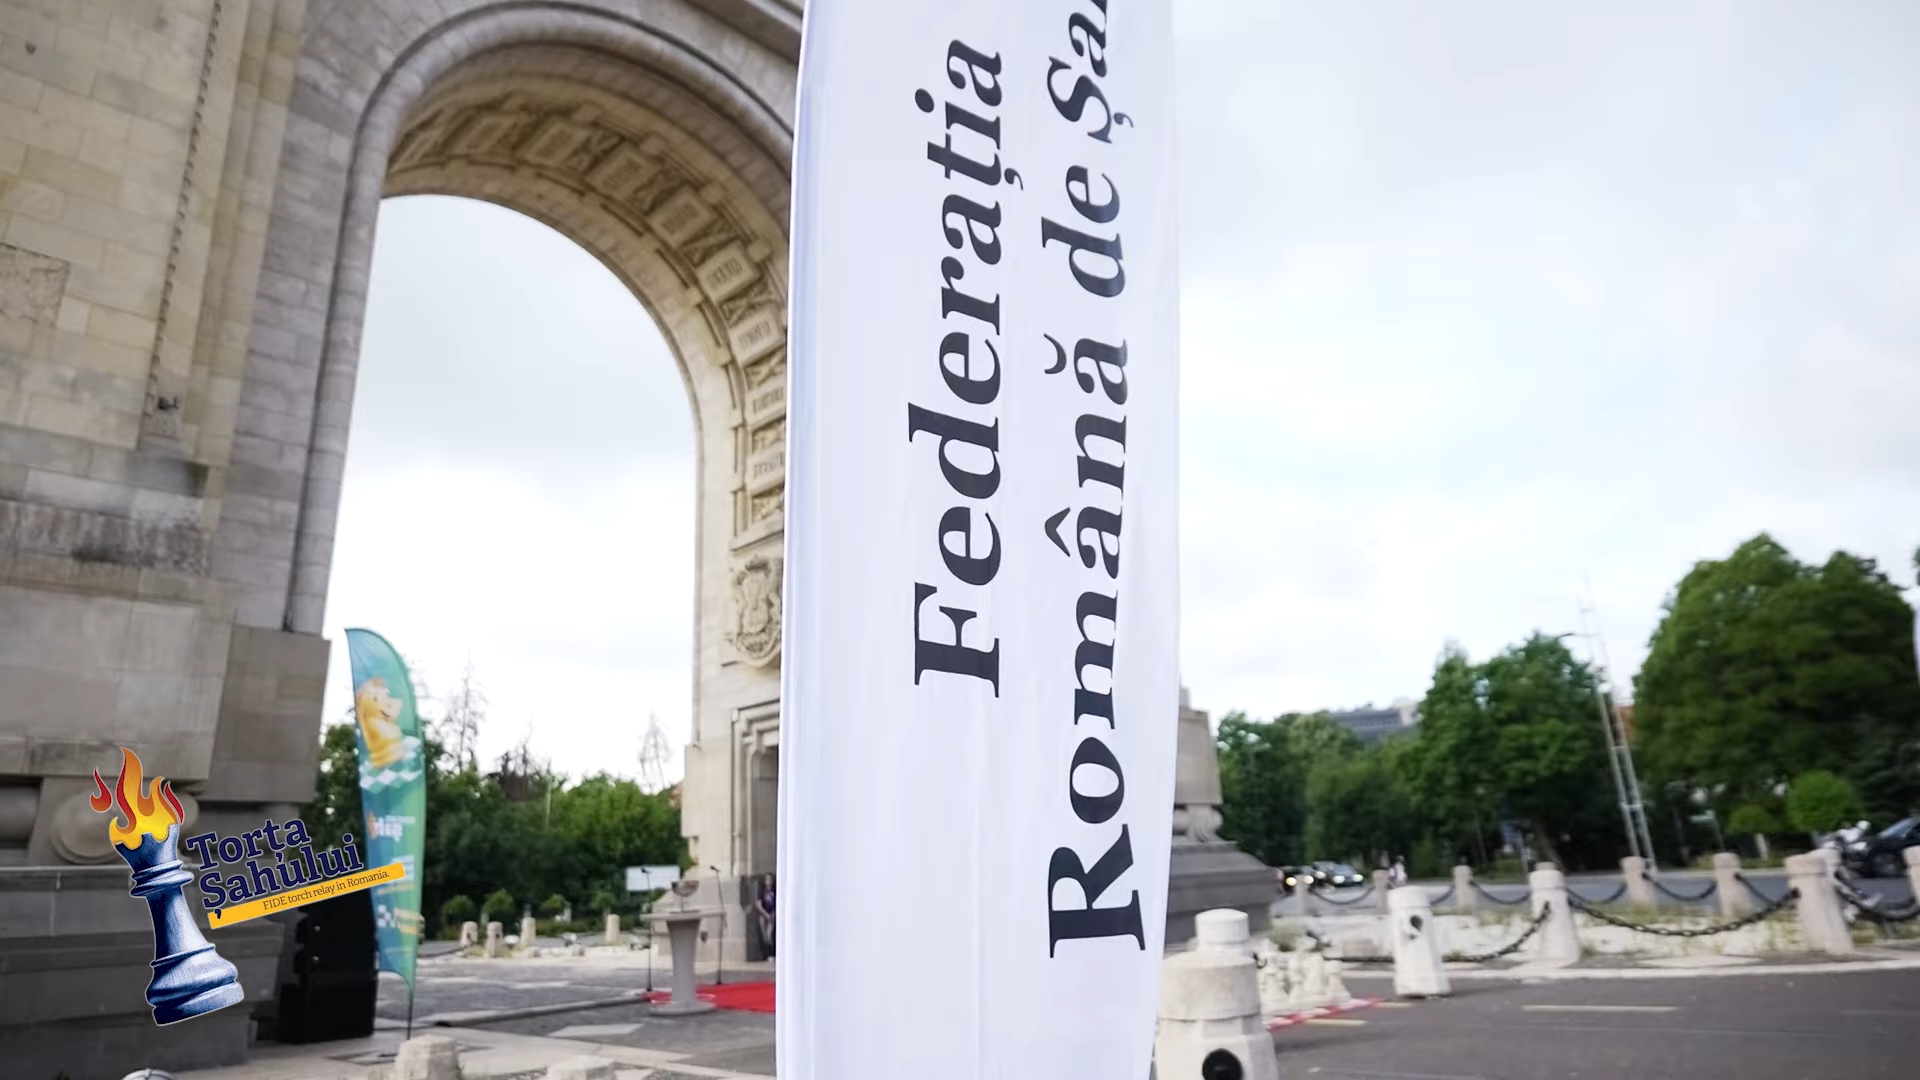 Federația
Română de Șa
Torța
Șahului
FIDE torch relay in Romania.